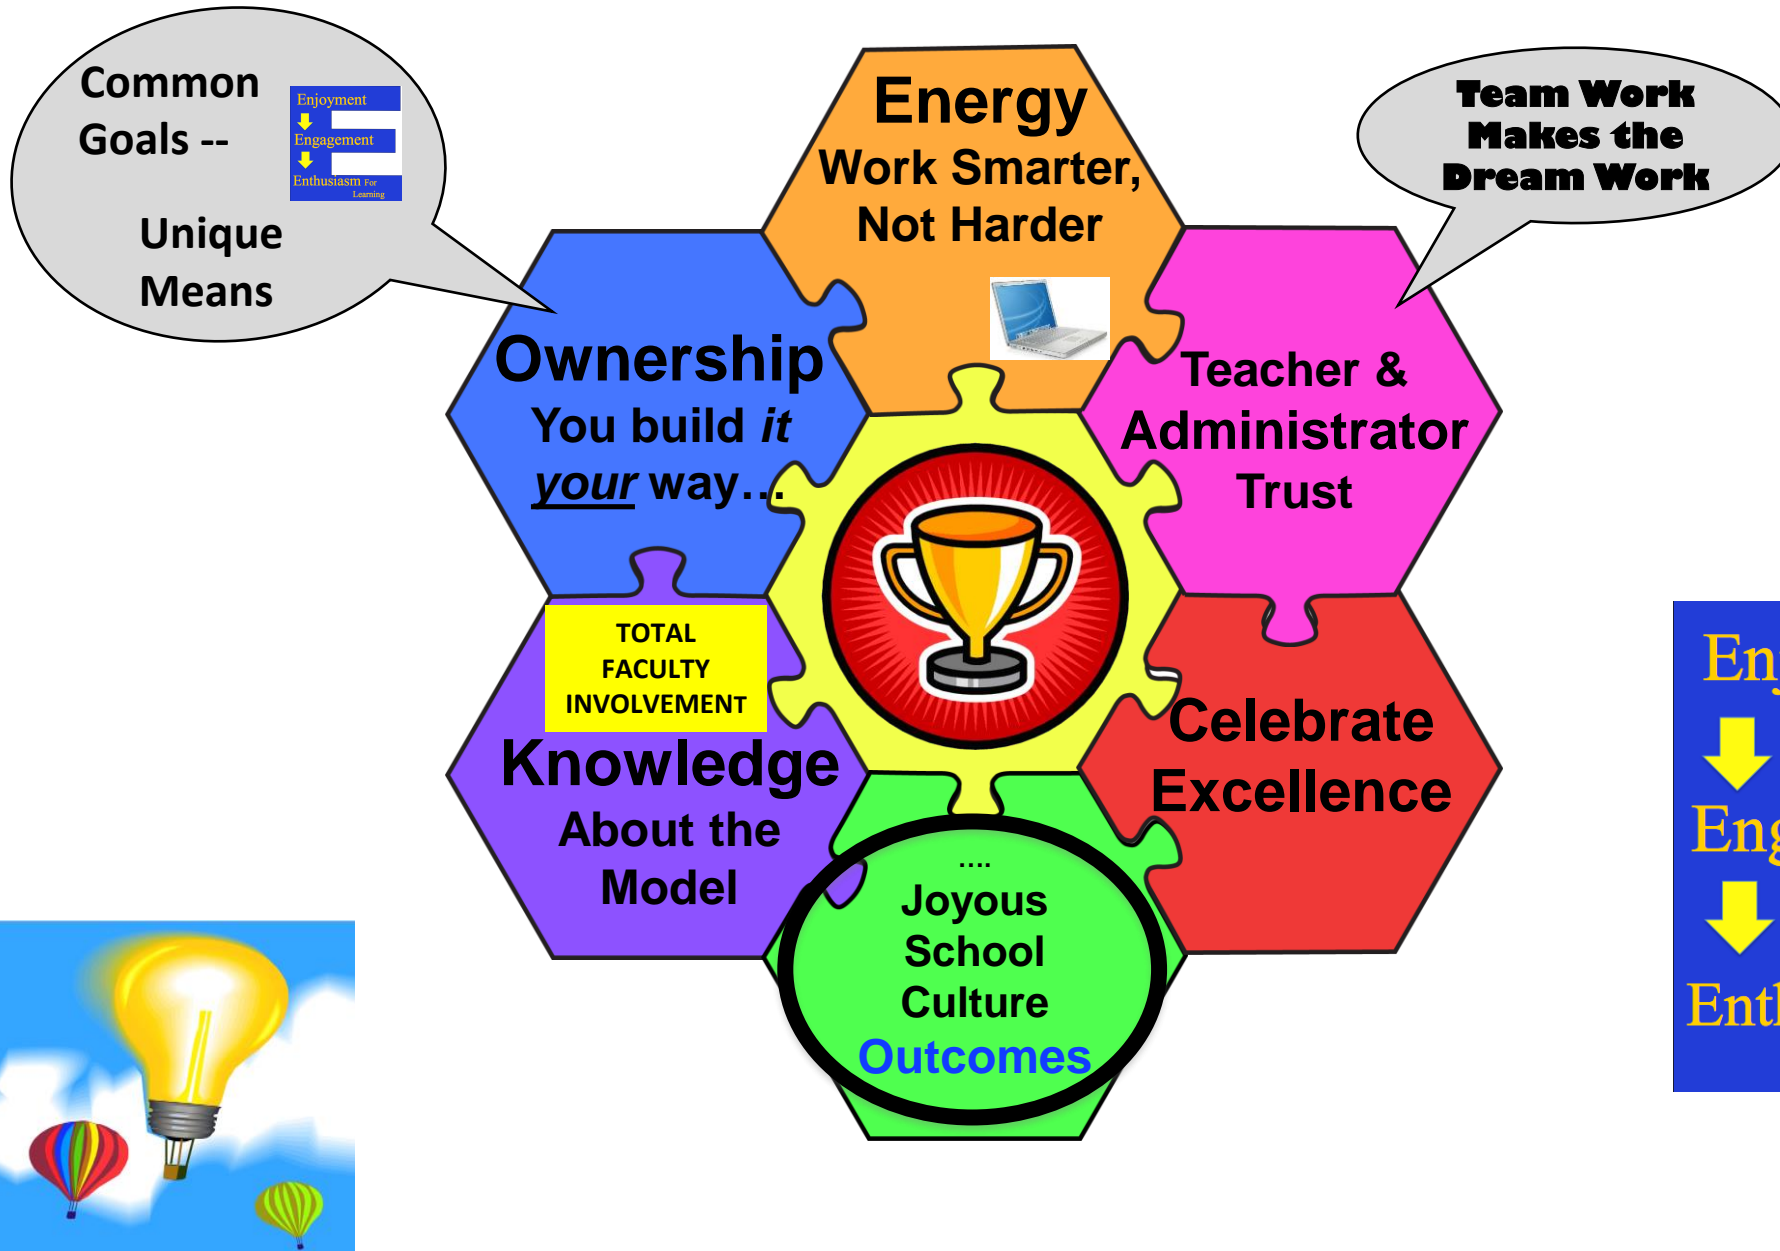 Common
Goals --
Enjoyment
Engagement
Enthusiasm For
Learning
Unique
Means
Energy
Work Smarter,
Not Harder
Team Work
Makes the
Dream Work
Ownership
You build it
your way...
Teacher &
Administrator
Trust
TOTAL
FACULTY
INVOLVEMENT
Knowledge
About the
Model
Celebrate
Excellence
....
Joyous
School
Culture
Outcomes